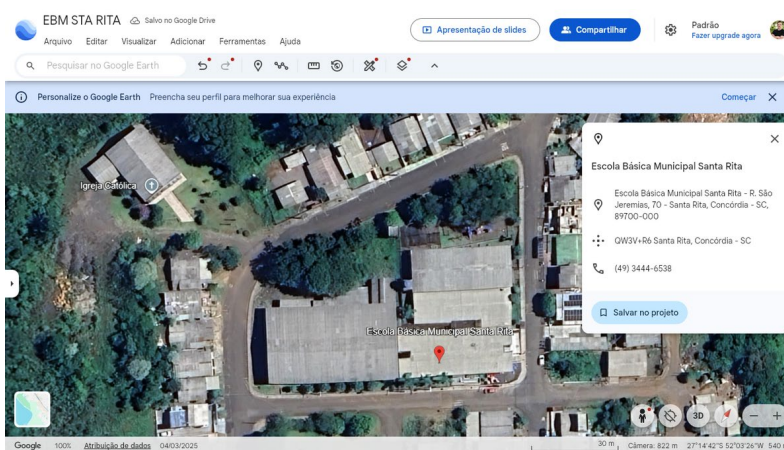 EBM STA RITA Salvo no Google Drive
Arquivo Editar Visualizar Adicionar Ferramentas Ajuda
Apresentação de slides
Compartilhar
Padrão
Fazer upgrade agora
Pesquisar no Google Earth
Personalize o Google Earth Preencha seu perfil para melhorar sua experiência
Começar
Igreja Católica
Escola Básica Municipal Santa Rita
Escola Básica Municipal Santa Rita
Escola Básica Municipal Santa Rita - R. São
Jeremias, 70 - Santa Rita, Concórdia - SC,
89700-000
QW3V+R6 Santa Rita, Concórdia - SC
(49) 3444-6538
Salvar no projeto
3D
Google 100% Atribuição de dados 04/03/2025
30 m Câmera: 822 m 27°14'42"S 52°03'26"W 540